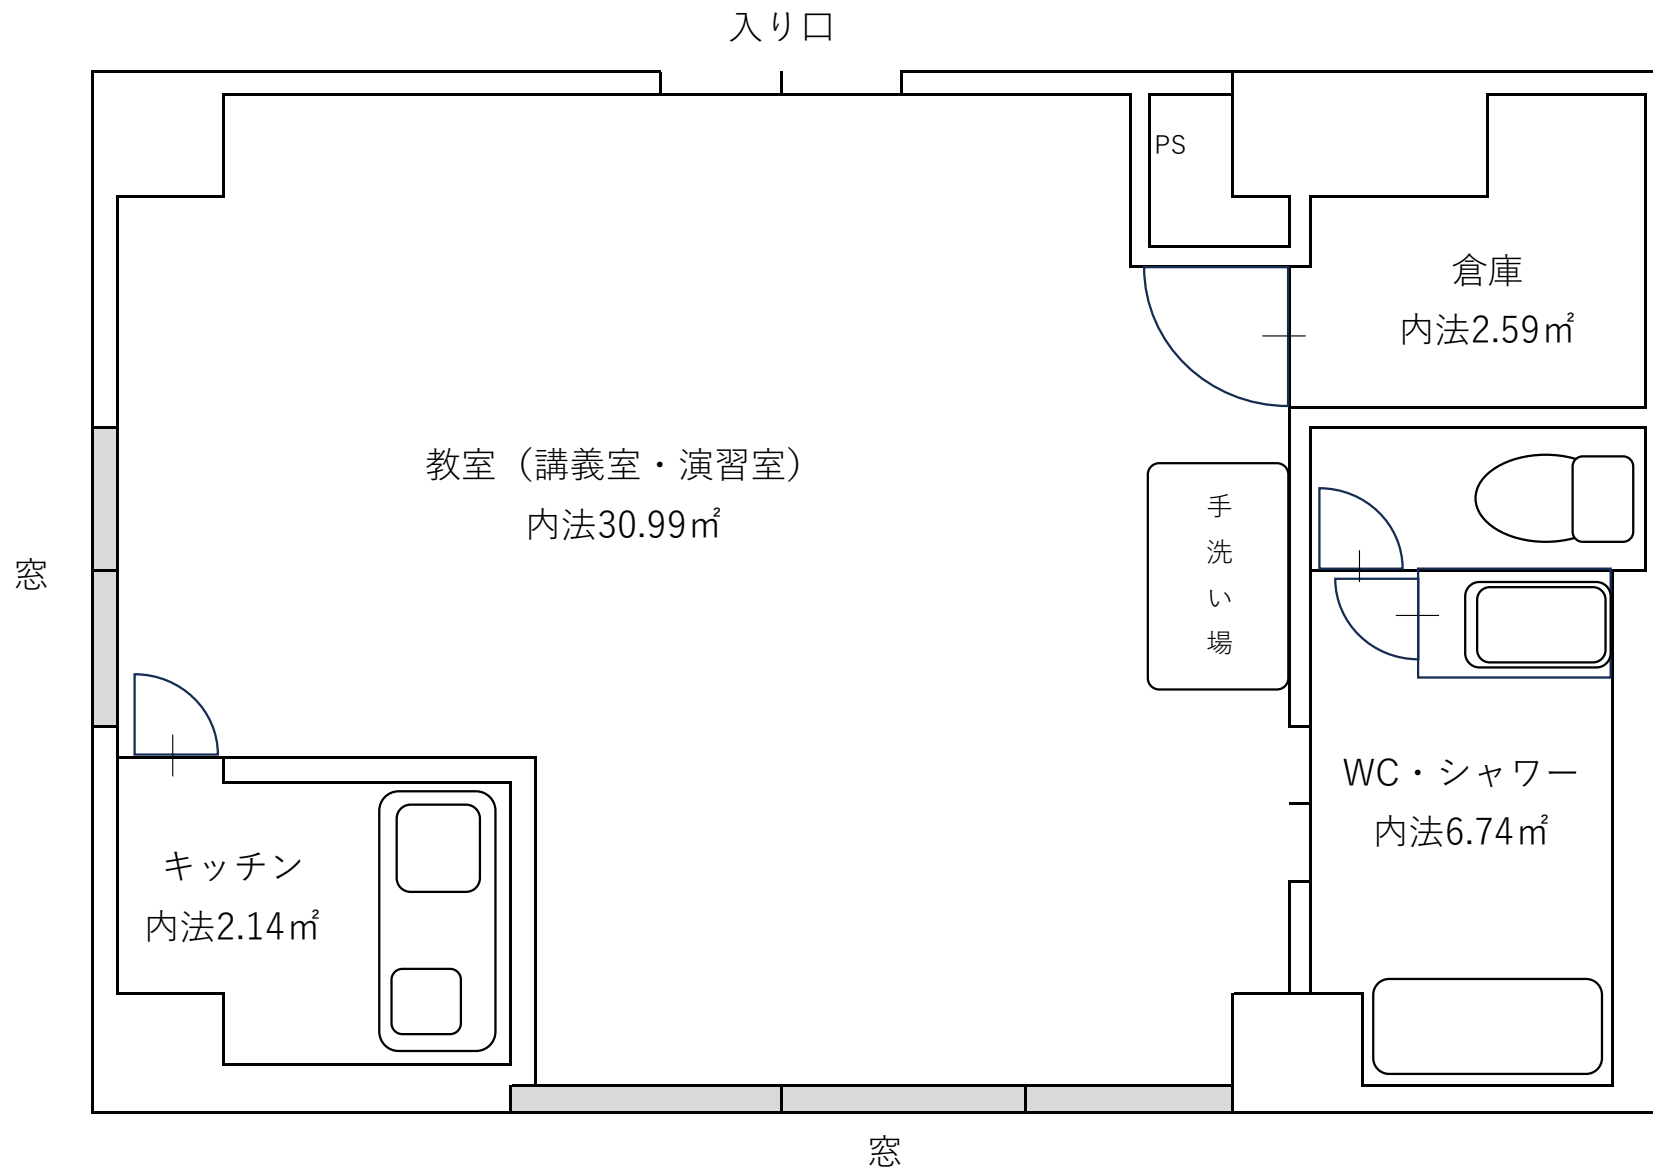 入り口
PS
倉庫
内法2.59㎡
教室（講義室・演習室）
内法30.99㎡
手洗い場
窓
WC・シャワー
内法6.74㎡
キッチン
内法2.14㎡
窓